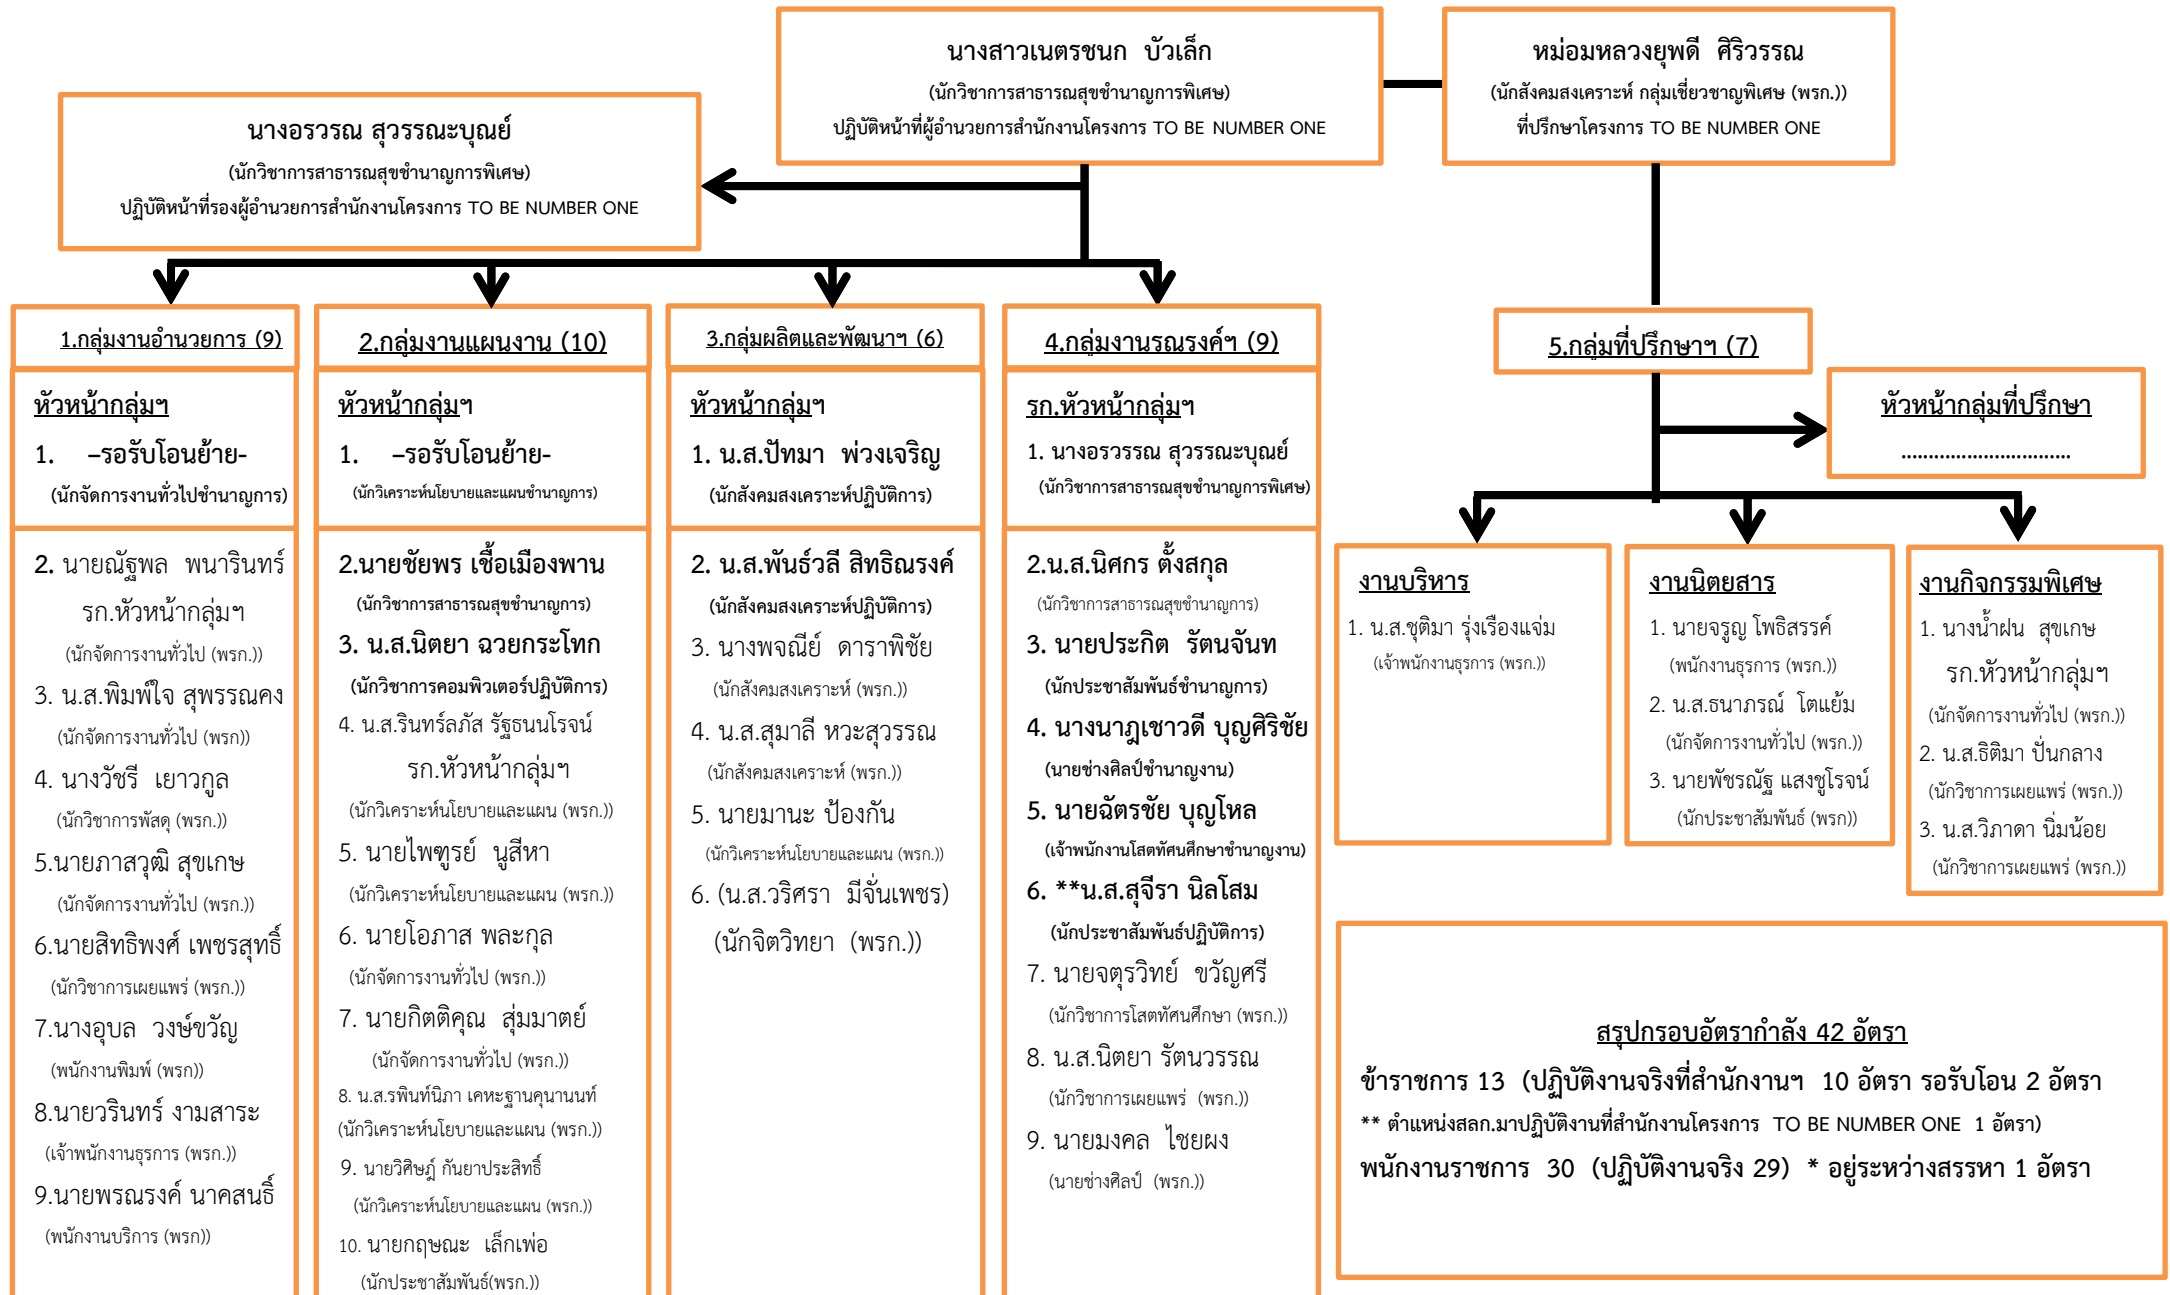 นางสาวเนตรชนก บัวเล็ก
(นักวิชาการสาธารณสุขชำนาญการพิเศษ)
ปฏิบัติหน้าที่ผู้อำนวยการสำนักงานโครงการ TO BE NUMBER ONE
หม่อมหลวงยุพดี ศิริวรรณ
(นักสังคมสงเคราะห์ กลุ่มเชี่ยวชาญพิเศษ (พรก.))
ที่ปรึกษาโครงการ TO BE NUMBER ONE
นางอรวรณ สุวรรณะบุณย์
(นักวิชาการสาธารณสุขชำนาญการพิเศษ)
ปฏิบัติหน้าที่รองผู้อำนวยการสำนักงานโครงการ TO BE NUMBER ONE
1.กลุ่มงานอำนวยการ (9)
หัวหน้ากลุ่มฯ
1. –รอรับโอนย้าย-
(นักจัดการงานทั่วไปชำนาญการ)
2. นายณัฐพล พนารินทร์
รก.หัวหน้ากลุ่มฯ
(นักจัดการงานทั่วไป (พรก.))
3. น.ส.พิมพ์ใจ สุพรรณคง
(นักจัดการงานทั่วไป (พรก))
4. นางวัชรี เยาวกูล
(นักวิชาการพัสดุ (พรก.))
5.นายภาสวุฒิ สุขเกษ
(นักจัดการงานทั่วไป (พรก.))
6.นายสิทธิพงศ์ เพชรสุทธิ์
(นักวิชาการเผยแพร่ (พรก.))
7.นางอุบล วงษ์ขวัญ
(พนักงานพิมพ์ (พรก))
8.นายวรินทร์ งามสาระ
(เจ้าพนักงานธุรการ (พรก.))
9.นายพรณรงค์ นาคสนธิ์
(พนักงานบริการ (พรก))
2.กลุ่มงานแผนงาน (10)
หัวหน้ากลุ่มฯ
1. –รอรับโอนย้าย-
(นักวิเคราะห์นโยบายและแผนชำนาญการ)
2.นายชัยพร เชื้อเมืองพาน
(นักวิชาการสาธารณสุขชำนาญการ)
3. น.ส.นิตยา ฉวยกระโทก
(นักวิชาการคอมพิวเตอร์ปฏิบัติการ)
4. น.ส.รินทร์ลภัส รัฐธนนโรจน์
รก.หัวหน้ากลุ่มฯ
(นักวิเคราะห์นโยบายและแผน (พรก.))
5. นายไพฑูรย์ นูสีหา
(นักวิเคราะห์นโยบายและแผน (พรก.))
6. นายโอภาส พละกุล
(นักจัดการงานทั่วไป (พรก.))
7. นายกิตติคุณ สุ่มมาตย์
(นักจัดการงานทั่วไป (พรก.))
8. น.ส.รพินท์นิภา เคหะฐานคุนานนท์
(นักวิเคราะห์นโยบายและแผน (พรก.))
9. นายวิศิษฎ์ กันยาประสิทธิ์
(นักวิเคราะห์นโยบายและแผน (พรก.))
10. นายกฤษณะ เล็กเพ่อ
(นักประชาสัมพันธ์(พรก.))
3.กลุ่มผลิตและพัฒนาฯ (6)
หัวหน้ากลุ่มฯ
1. น.ส.ปัทมา พ่วงเจริญ
(นักสังคมสงเคราะห์ปฏิบัติการ)
2. น.ส.พันธ์วลี สิทธิณรงค์
(นักสังคมสงเคราะห์ปฏิบัติการ)
3. นางพจณีย์ ดาราพิชัย
(นักสังคมสงเคราะห์ (พรก.))
4. น.ส.สุมาลี หวะสุวรรณ
(นักสังคมสงเคราะห์ (พรก.))
5. นายมานะ ป้องกัน
(นักวิเคราะห์นโยบายและแผน (พรก.))
6. (น.ส.วริศรา มีจั่นเพชร)
(นักจิตวิทยา (พรก.))
4.กลุ่มงานรณรงค์ฯ (9)
รก.หัวหน้ากลุ่มฯ
1. นางอรวรรณ สุวรรณะบุณย์
(นักวิชาการสาธารณสุขชำนาญการพิเศษ)
2.น.ส.นิศกร ตั้งสกุล
(นักวิชาการสาธารณสุขชำนาญการ)
3. นายประกิต รัตนจันท
(นักประชาสัมพันธ์ชำนาญการ)
4. นางนาฎเชาวดี บุญศิริชัย
(นายช่างศิลป์ชำนาญงาน)
5. นายฉัตรชัย บุญโหล
(เจ้าพนักงานโสตทัศนศึกษาชำนาญงาน)
6. **น.ส.สุจีรา นิลโสม
(นักประชาสัมพันธ์ปฏิบัติการ)
7. นายจตุรวิทย์ ขวัญศรี
(นักวิชาการโสตทัศนศึกษา (พรก.))
8. น.ส.นิตยา รัตนวรรณ
(นักวิชาการเผยแพร่ (พรก.))
9. นายมงคล ไชยผง
(นายช่างศิลป์ (พรก.))
5.กลุ่มที่ปรึกษาฯ (7)
หัวหน้ากลุ่มที่ปรึกษา
...............................
งานบริหาร
1. น.ส.ชุติมา รุ่งเรืองแจ่ม
(เจ้าพนักงานธุรการ (พรก.))
งานนิตยสาร
1. นายจรูญ โพธิสรรค์
(พนักงานธุรการ (พรก.))
2. น.ส.ธนาภรณ์ โตแย้ม
(นักจัดการงานทั่วไป (พรก.))
3. นายพัชรณัฐ แสงชูโรจน์
(นักประชาสัมพันธ์ (พรก))
งานกิจกรรมพิเศษ
1. นางน้ำฝน สุขเกษ
รก.หัวหน้ากลุ่มฯ
(นักจัดการงานทั่วไป (พรก.))
2. น.ส.ธิติมา ปั่นกลาง
(นักวิชาการเผยแพร่ (พรก.))
3. น.ส.วิภาดา นิ่มน้อย
(นักวิชาการเผยแพร่ (พรก.))
สรุปกรอบอัตรากำลัง 42 อัตรา
ข้าราชการ 13 (ปฏิบัติงานจริงที่สำนักงานฯ 10 อัตรา รอรับโอน 2 อัตรา
** ตำแหน่งสลก.มาปฏิบัติงานที่สำนักงานโครงการ TO BE NUMBER ONE 1 อัตรา)
พนักงานราชการ 30 (ปฏิบัติงานจริง 29) * อยู่ระหว่างสรรหา 1 อัตรา